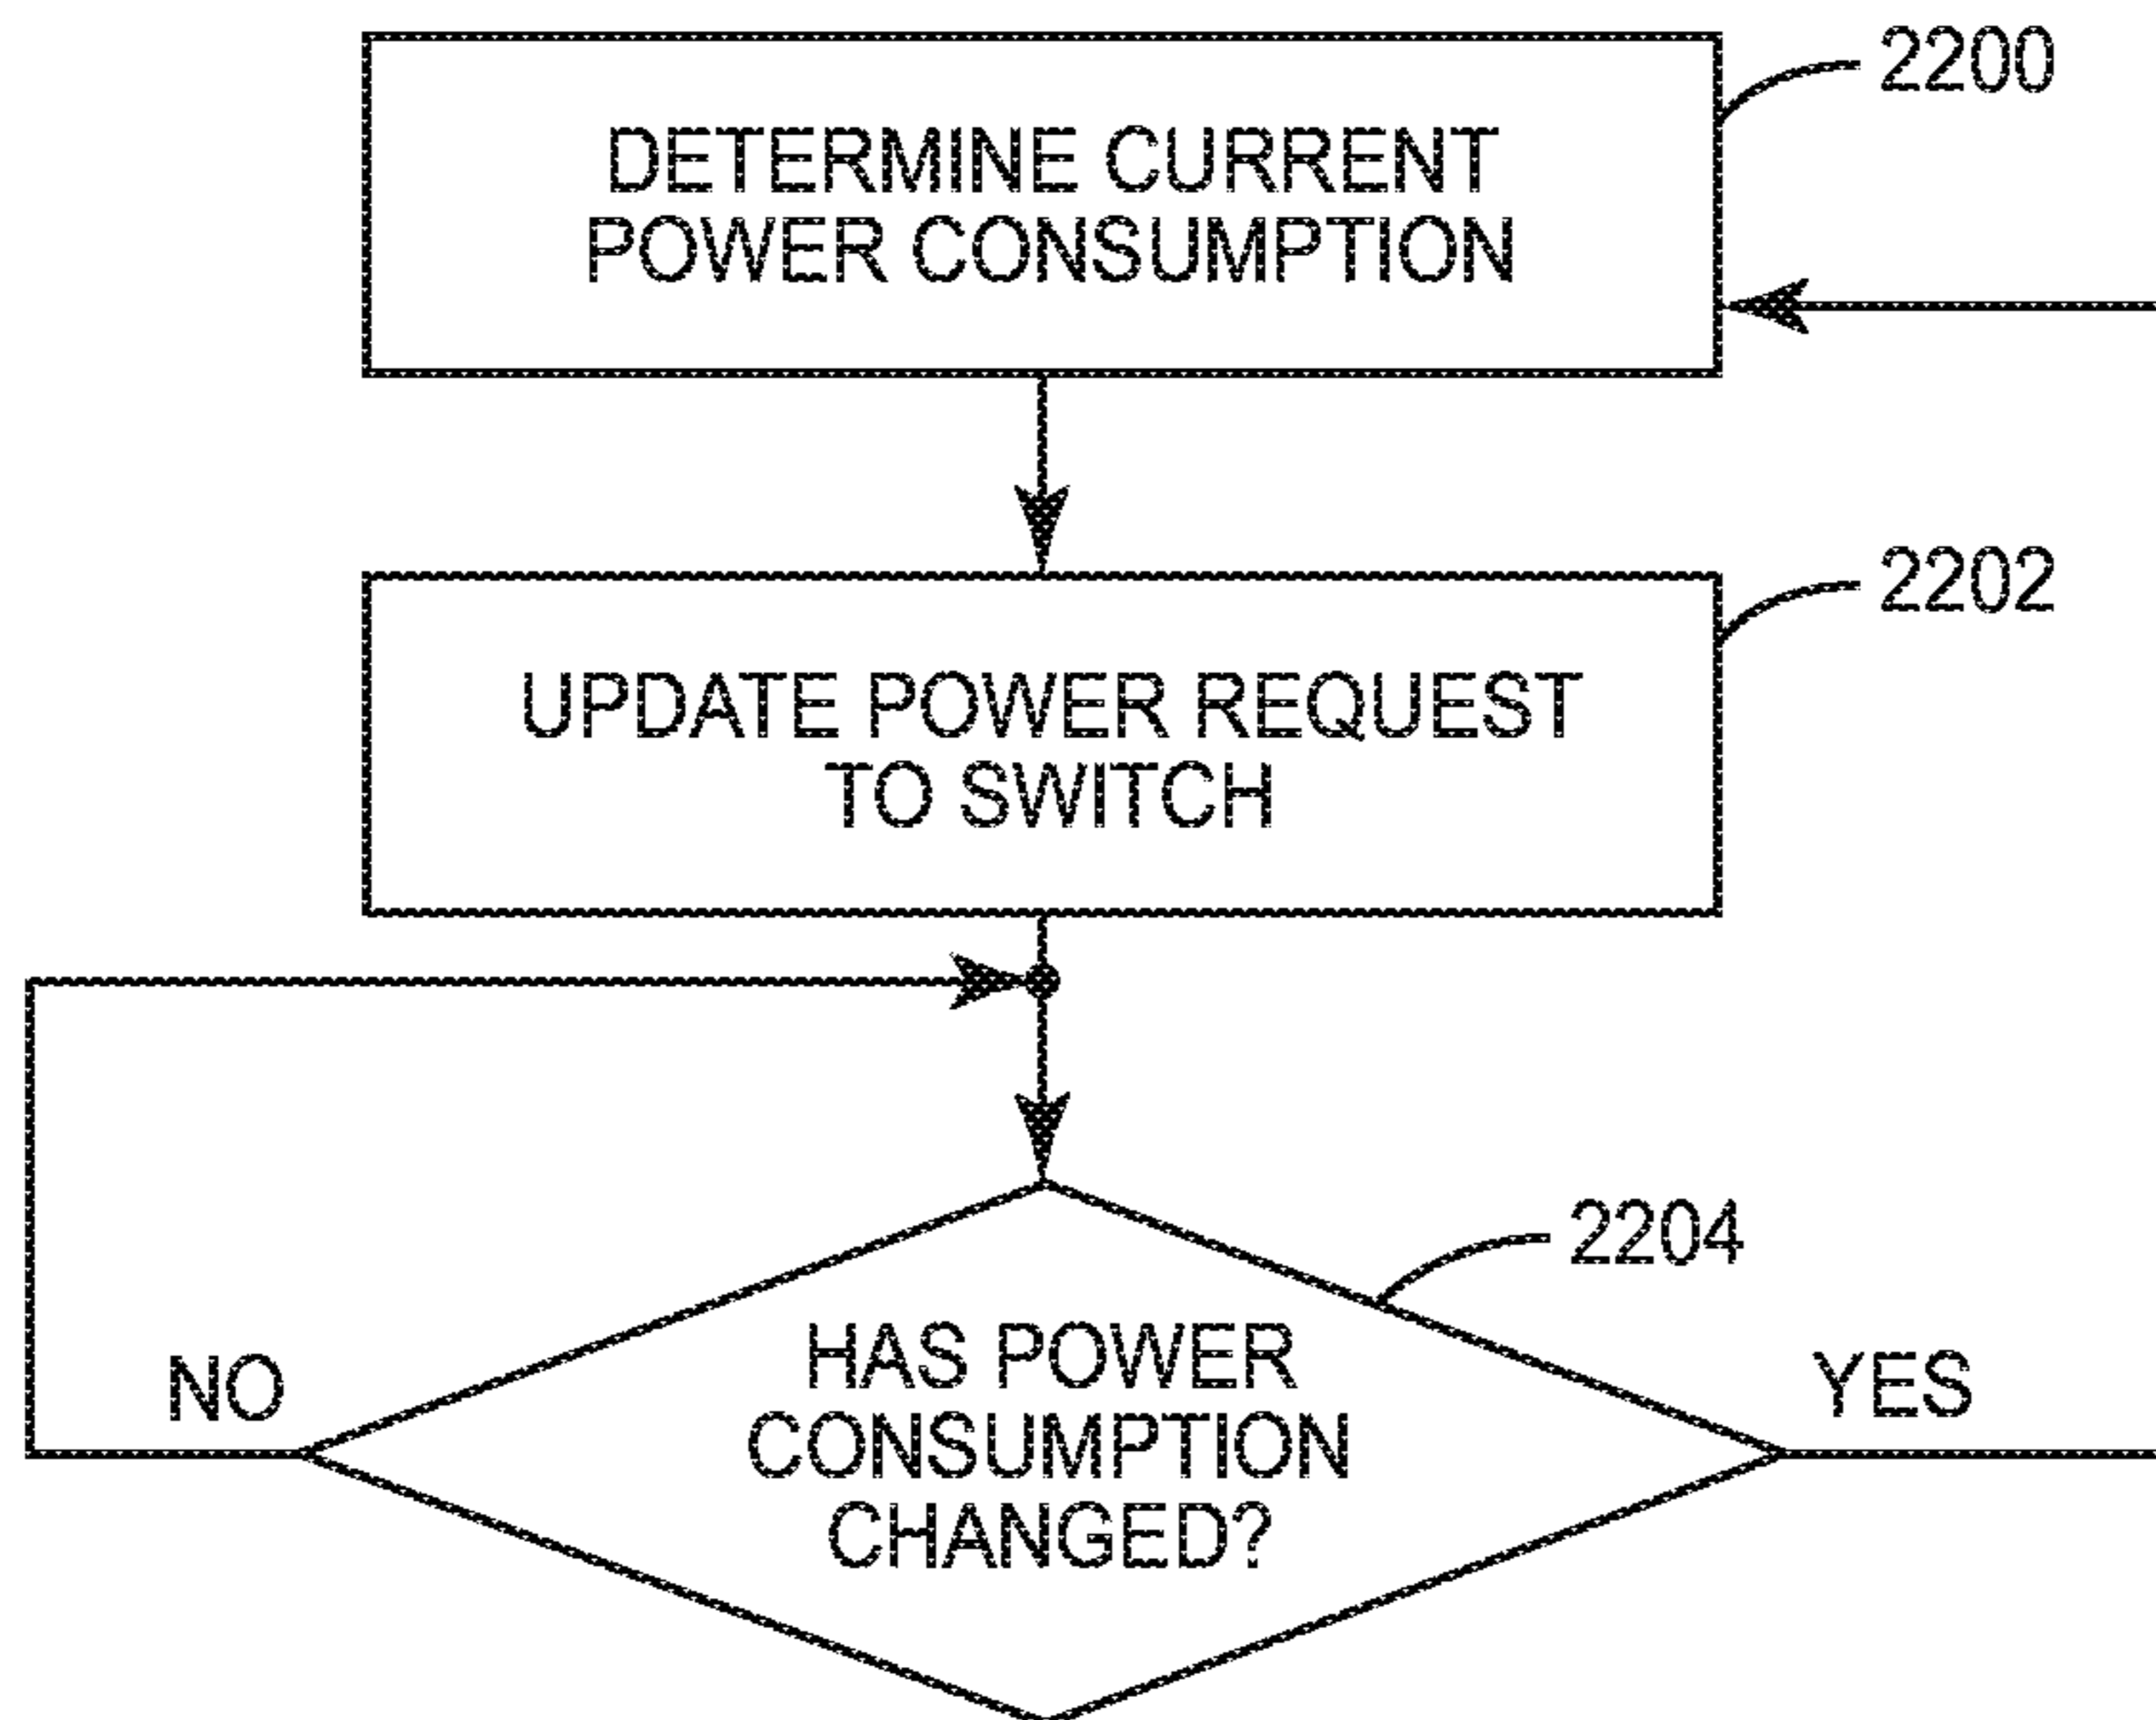 2200
DETERMINE CURRENT
POWER CONSUMPTION
2202
UPDATE POWER REQUEST
TO SWITCH
2204
HAS POWER
CONSUMPTION
CHANGED?
NO
YES